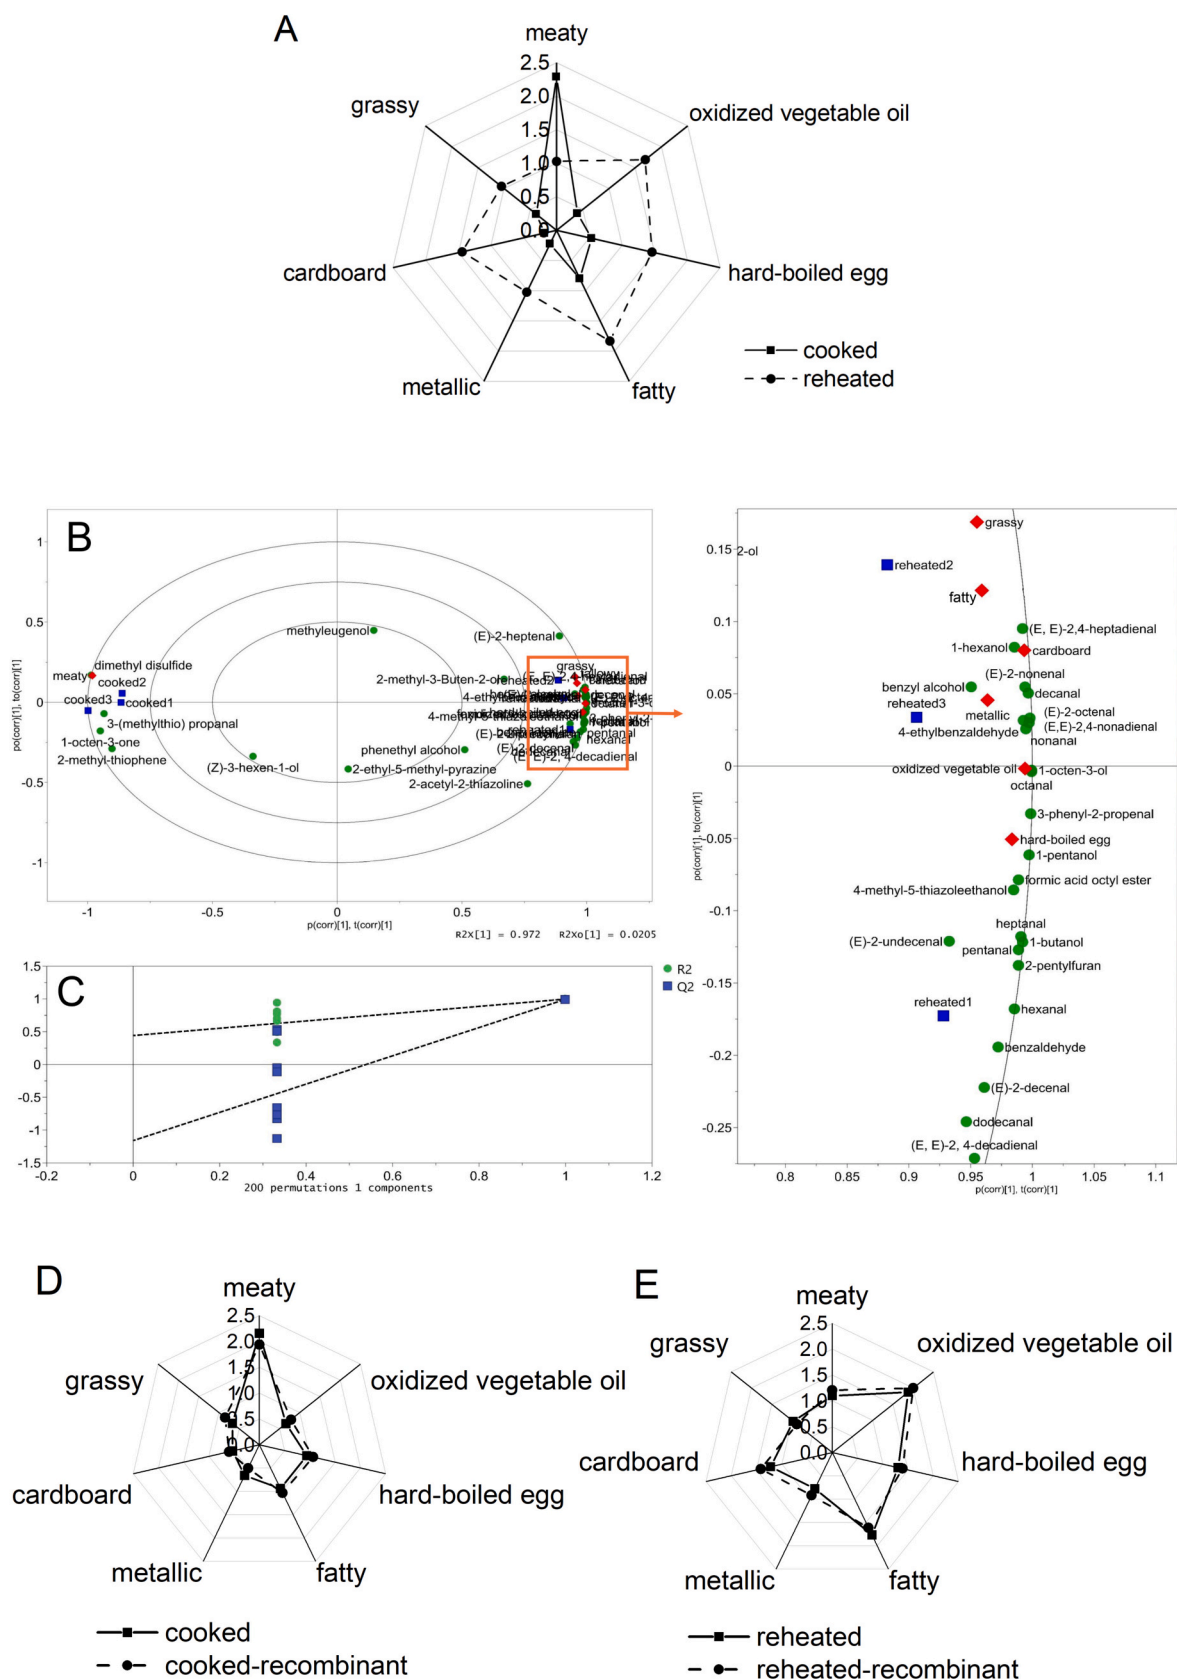 A
meaty
2.5
2.0
1.5
1.0
0.5
0.0
grassy
oxidized vegetable oil
cardboard
hard-boiled egg
metallic
fatty
cooked
reheated
B
po(corr)[1], to(corr)[1]
1
0.5
0
-0.5
-1
methyleugenol
(E)-2-heptenal
grassy
dimethyl disulfide
meaty
cooked2
cooked3
cooked1
3-(methylthio) propanal
1-octen-3-one
2-methyl-thiophene
(Z)-3-hexen-1-ol
2-methyl-3-Buten-2-ol
reheated2
4-methyl-5-thiazoleethanol
reheated1
pentanal
hexanal
phenethyl alcohol
(E)-2-decenal
dodecanal
(E, E)-2, 4-decadienal
2-ethyl-5-methyl-pyrazine
2-acetyl-2-thiazoline
-1
-0.5
0
0.5
1
p(corr)[1], t(corr)[1]
R2X[1] = 0.972
R2Xo[1] = 0.0205
po(corr)[1], to(corr)[1]
0.15
0.1
0.05
0
-0.05
-0.1
-0.15
-0.2
-0.25
grassy
2-ol
reheated2
fatty
(E, E)-2,4-heptadienal
1-hexanol
cardboard
(E)-2-nonenal
benzyl alcohol
decanal
reheated3
metallic
(E)-2-octenal
4-ethylbenzaldehyde
(E,E)-2,4-nonadienal
nonanal
oxidized vegetable oil
1-octen-3-ol
octanal
3-phenyl-2-propenal
hard-boiled egg
1-pentanol
formic acid octyl ester
4-methyl-5-thiazoleethanol
heptanal
(E)-2-undecenal
1-butanol
pentanal
2-pentylfuran
reheated1
hexanal
benzaldehyde
(E)-2-decenal
dodecanal
(E, E)-2, 4-decadienal
0.8
0.85
0.9
0.95
1
1.05
1.1
p(corr)[1], t(corr)[1]
C
1.5
1
0.5
0
-0.5
-1
-1.5
0
0.2
0.4
0.6
0.8
1
1.2
200 permutations 1 components
R2
Q2
D
meaty
2.5
2.0
1.5
1.0
0.5
0.0
grassy
oxidized vegetable oil
cardboard
hard-boiled egg
metallic
fatty
cooked
cooked-recombinant
E
meaty
2.5
2.0
1.5
1.0
0.5
0.0
grassy
oxidized vegetable oil
cardboard
hard-boiled egg
metallic
fatty
reheated
reheated-recombinant